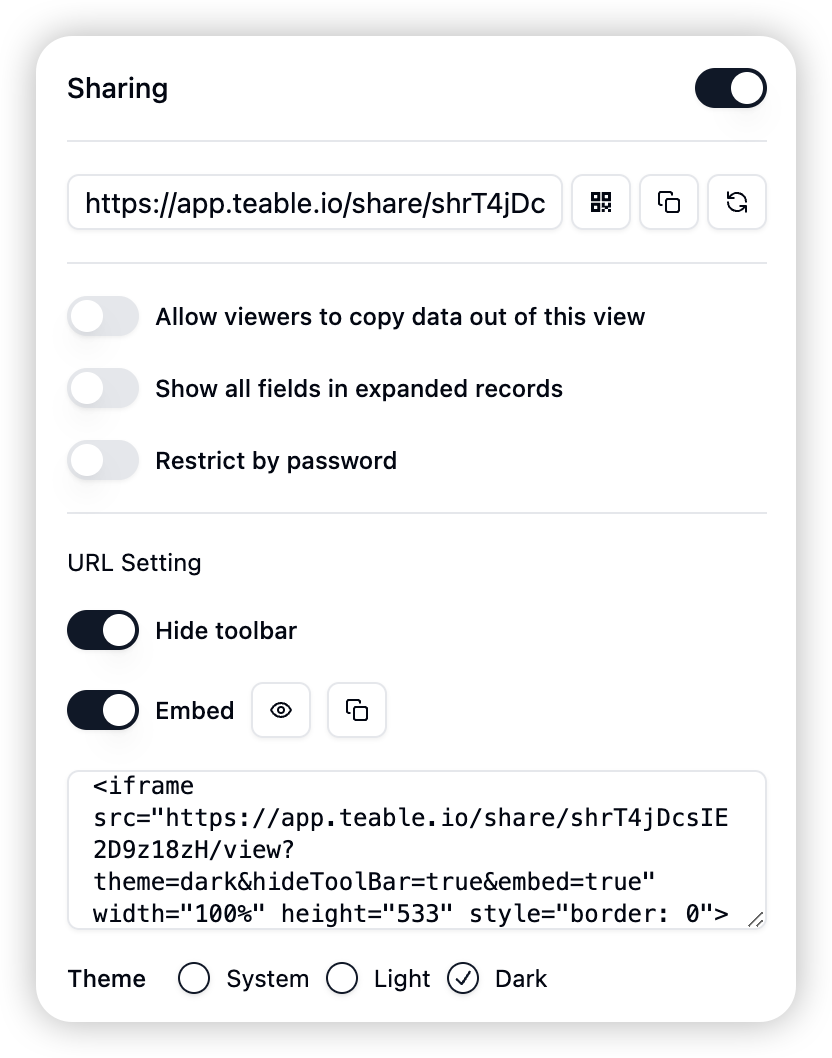 Sharing
https://app.teable.io/share/shrT4jDc
Allow viewers to copy data out of this view
Show all fields in expanded records
Restrict by password
URL Setting
Hide toolbar
Embed
<iframe
src="https://app.teable.io/share/shrT4jDcsIE
2D9z18zH/view?
theme=dark&hideToolBar=true&embed=true"
width="100%" height="533" style="border: 0">
Theme System Light Dark